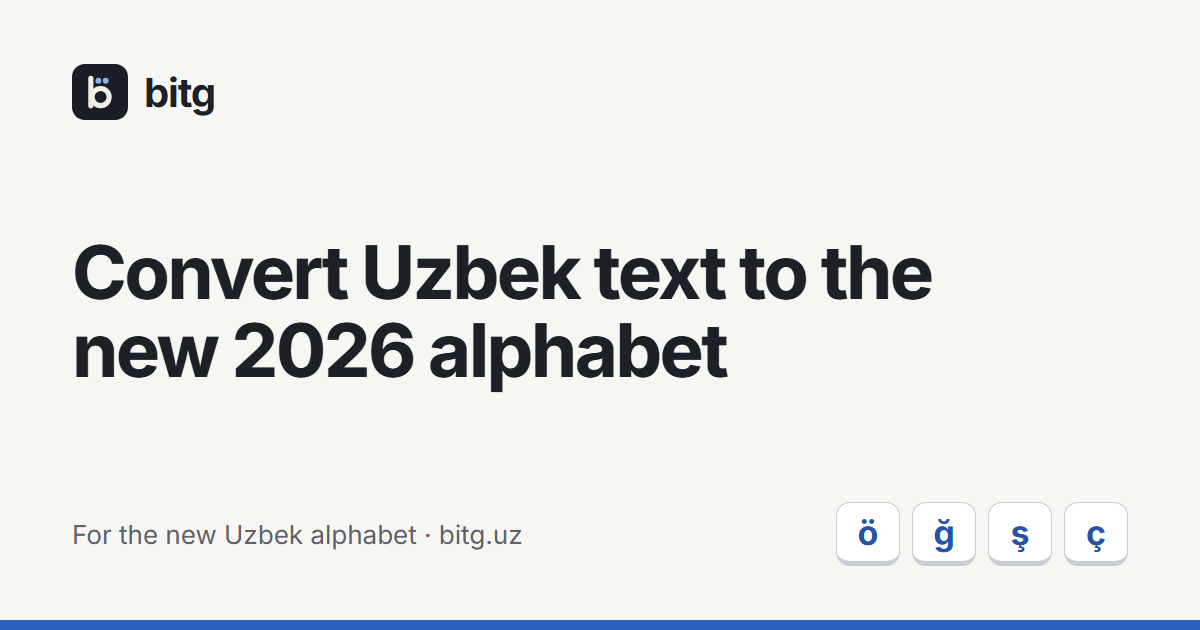 b̈ bitg
Convert Uzbek text to the
new 2026 alphabet
For the new Uzbek alphabet · bitg.uz
ö ğ ş ç